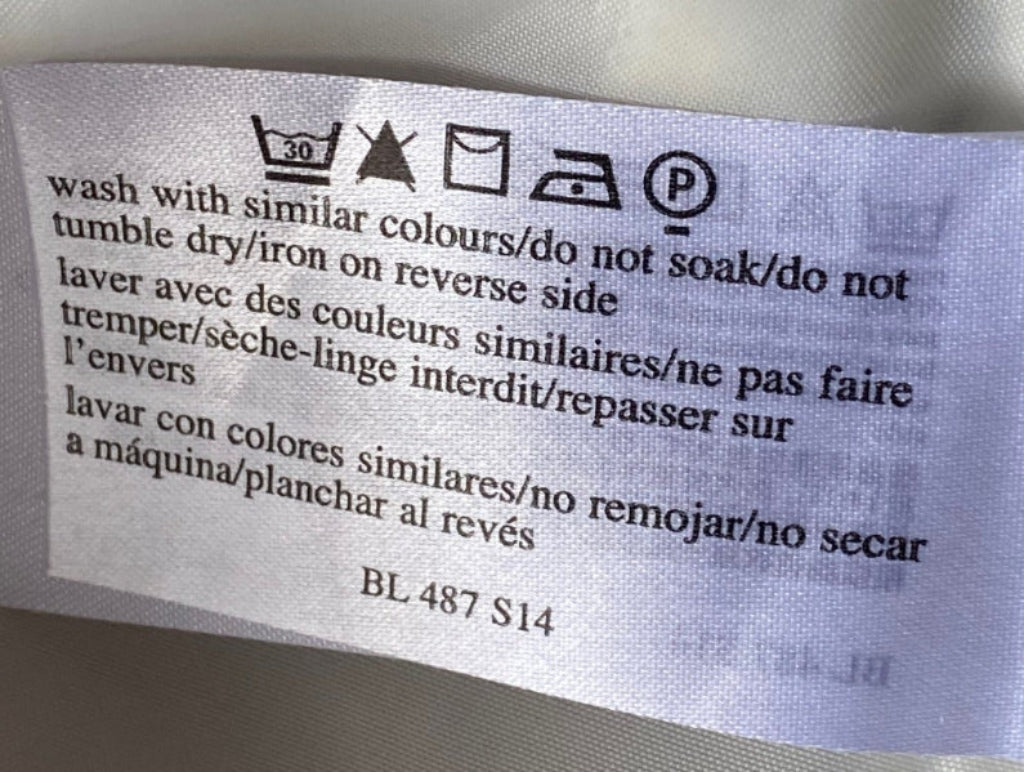 30 P
wash with similar colours/do not soak/do not
tumble dry/iron on reverse side
laver avec des couleurs similaires/ne pas faire
tremper/sèche-linge interdit/repasser sur
l'envers
lavar con colores similares/no remojar/no secar
a máquina/planchar al revés
BL 487 S14